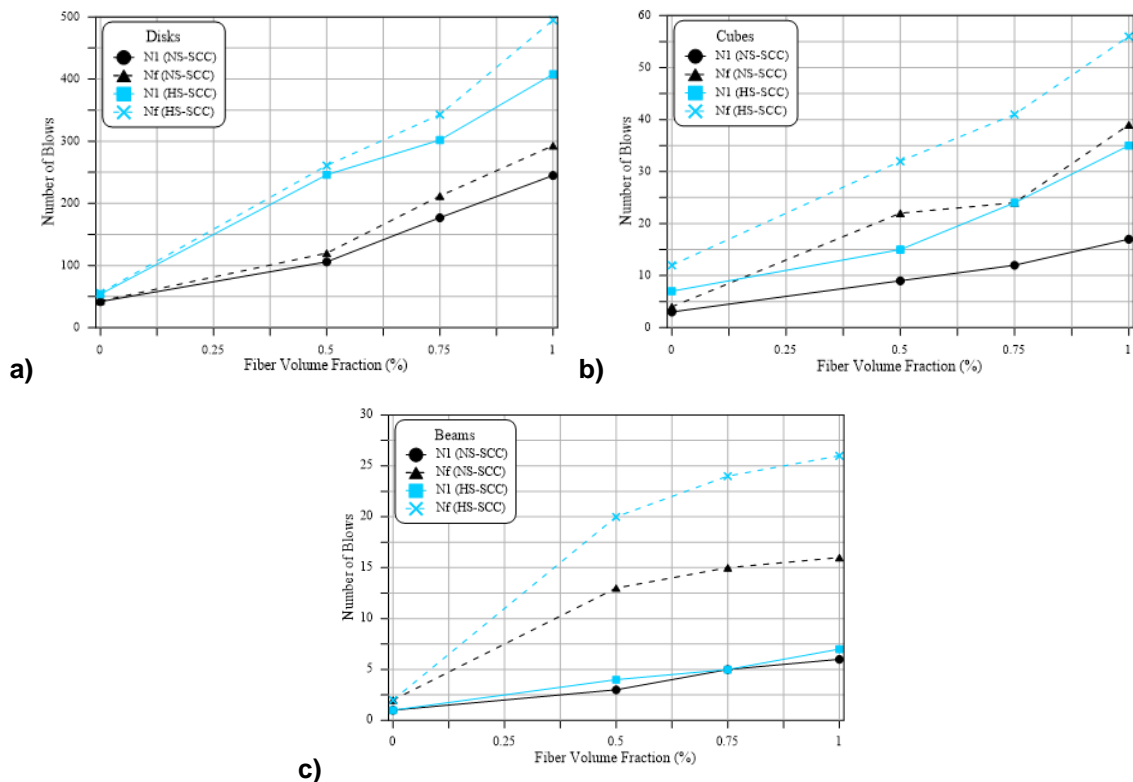 500
400
300
200
100
0
Number of Blows
Disks
N1 (NS-SCC)
Nf (NS-SCC)
N1 (HS-SCC)
Nf (HS-SCC)
0 0.25 0.5 0.75 1
Fiber Volume Fraction (%)
a)
60
50
40
30
20
10
0
Number of Blows
Cubes
N1 (NS-SCC)
Nf (NS-SCC)
N1 (HS-SCC)
Nf (HS-SCC)
0 0.25 0.5 0.75 1
Fiber Volume Fraction (%)
b)
30
25
20
15
10
5
0
Number of Blows
Beams
N1 (NS-SCC)
Nf (NS-SCC)
N1 (HS-SCC)
Nf (HS-SCC)
0 0.25 0.5 0.75 1
Fiber Volume Fraction (%)
c)